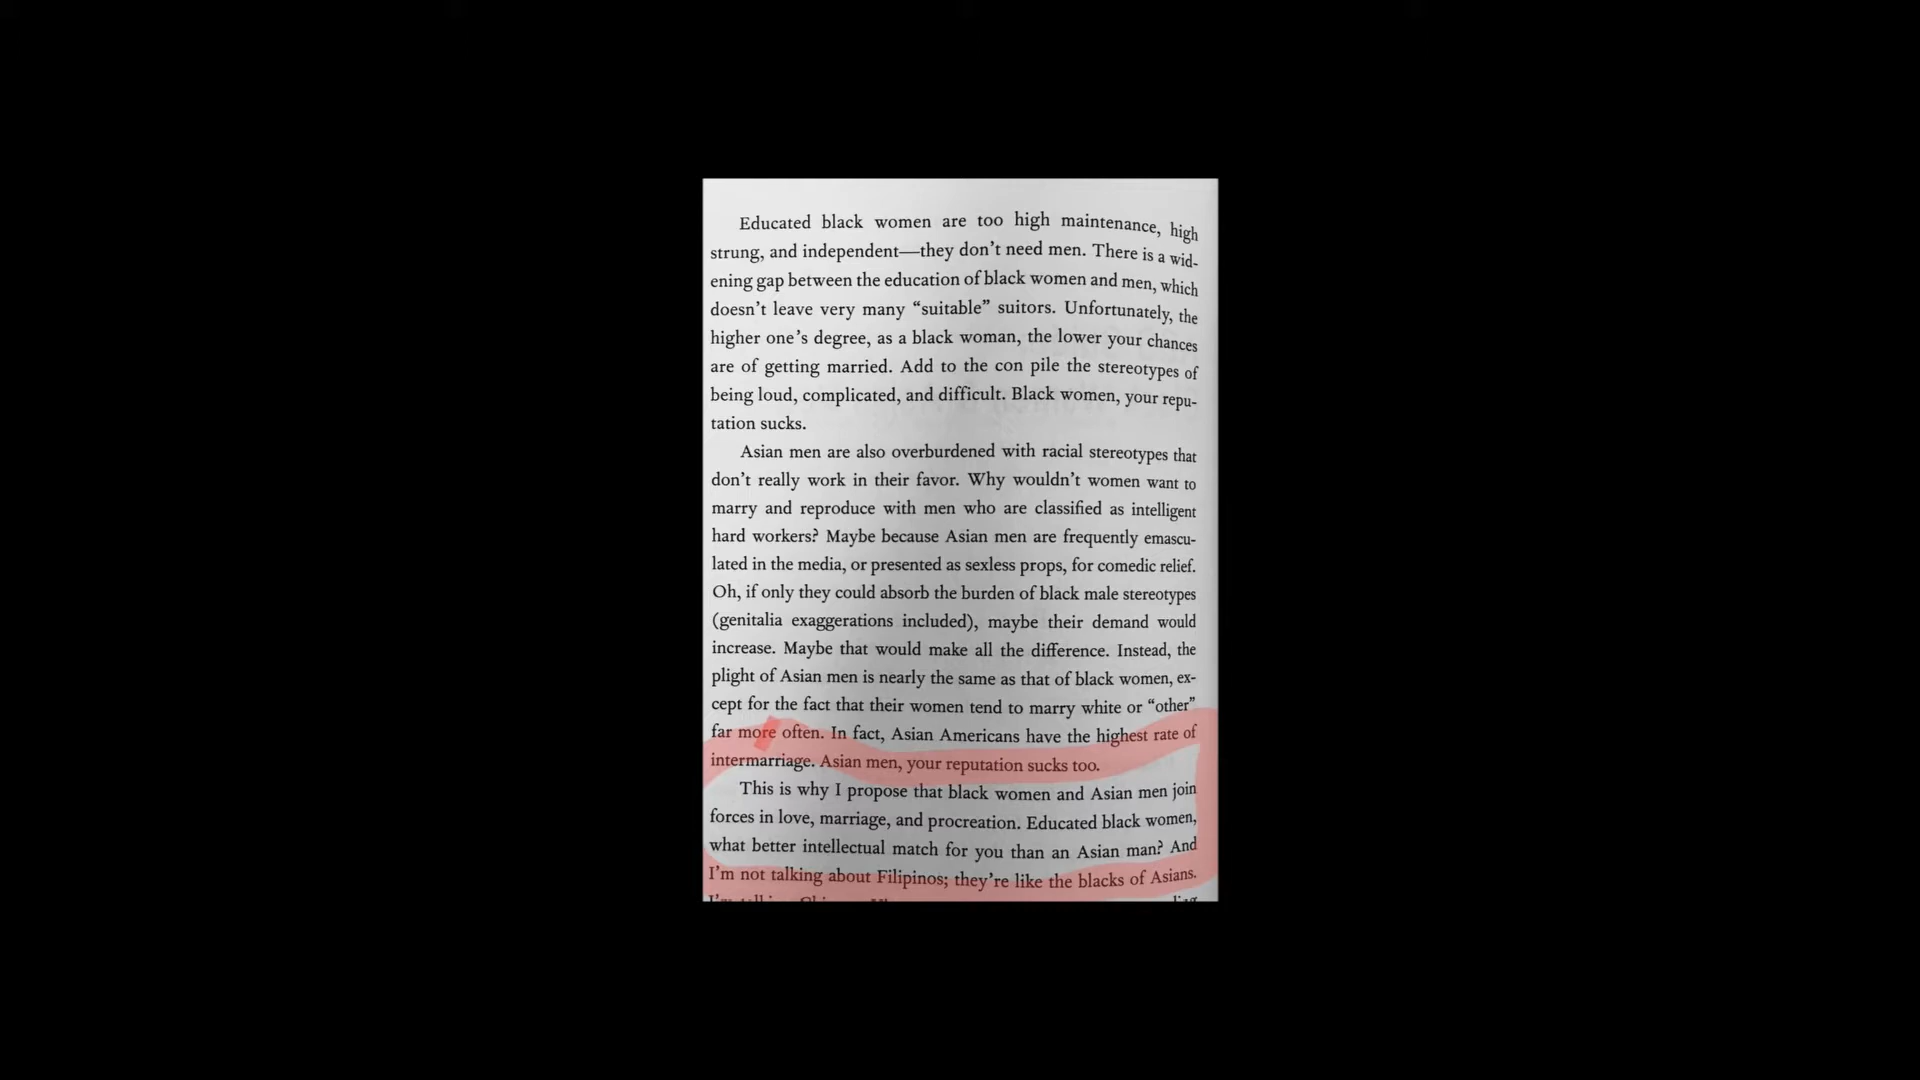 Educated black women are too high maintenance, high
strung, and independent—they don't need men. There is a wid-
ening gap between the education of black women and men, which
doesn't leave very many “suitable” suitors. Unfortunately, the
higher one's degree, as a black woman, the lower your chances
are of getting married. Add to the con pile the stereotypes of
being loud, complicated, and difficult. Black women, your repu-
tation sucks.
Asian men are also overburdened with racial stereotypes that
don't really work in their favor. Why wouldn't women want to
marry and reproduce with men who are classified as intelligent
hard workers? Maybe because Asian men are frequently emascu-
lated in the media, or presented as sexless props, for comedic relief.
Oh, if only they could absorb the burden of black male stereotypes
(genitalia exaggerations included), maybe their demand would
increase. Maybe that would make all the difference. Instead, the
plight of Asian men is nearly the same as that of black women, ex-
cept for the fact that their women tend to marry white or “other”
far more often. In fact, Asian Americans have the highest rate of
intermarriage. Asian men, your reputation sucks too.
This is why I propose that black women and Asian men join
forces in love, marriage, and procreation. Educated black women,
what better intellectual match for you than an Asian man? And
I'm not talking about Filipinos; they're like the blacks of Asians.